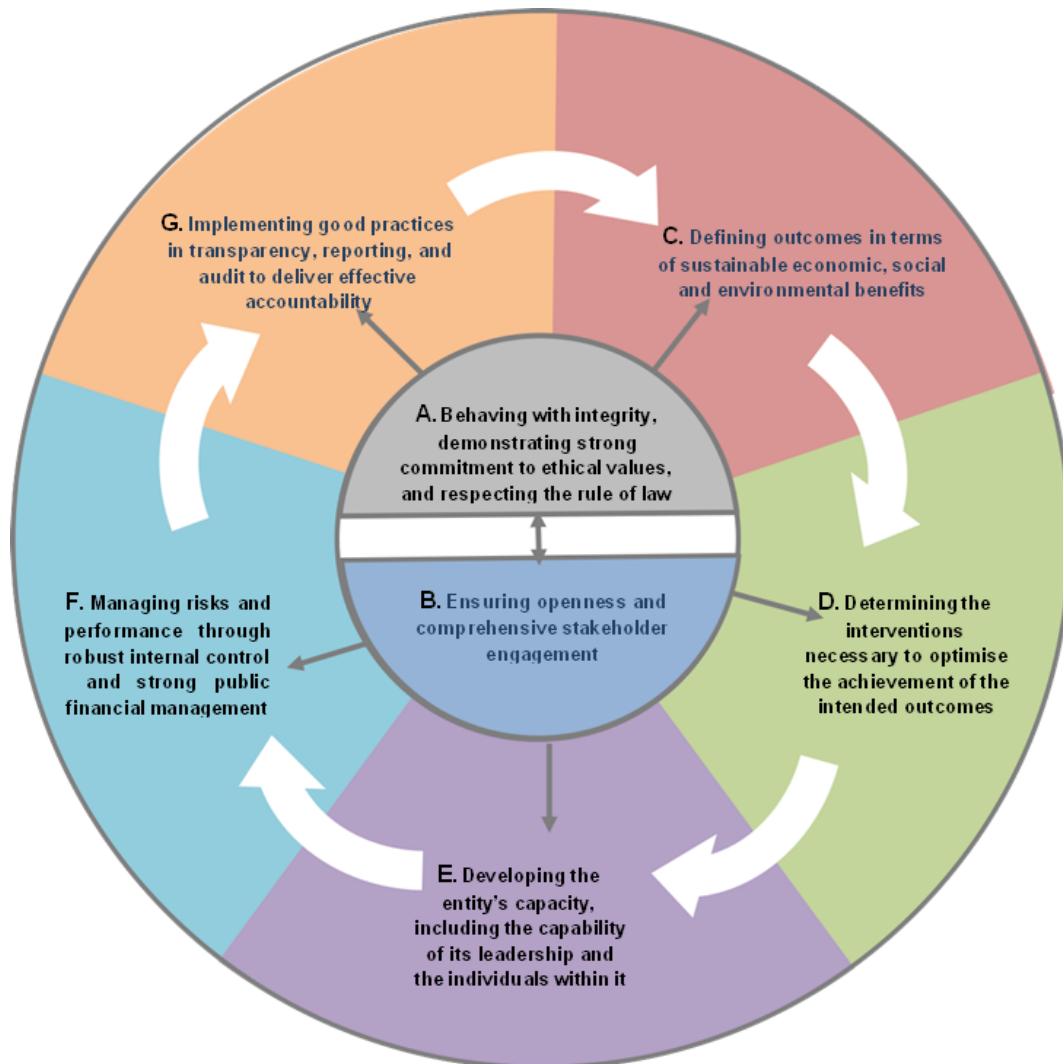 G. Implementing good practices
in transparency, reporting, and
audit to deliver effective
accountability
C. Defining outcomes in terms
of sustainable economic, social
and environmental benefits
A. Behaving with integrity,
demonstrating strong
commitment to ethical values,
and respecting the rule of law
B. Ensuring openness and
comprehensive stakeholder
engagement
F. Managing risks and
performance through
robust internal control
and strong public
financial management
D. Determining the
interventions
necessary to optimise
the achievement of the
intended outcomes
E. Developing the
entity's capacity,
including the capability
of its leadership and
the individuals within it